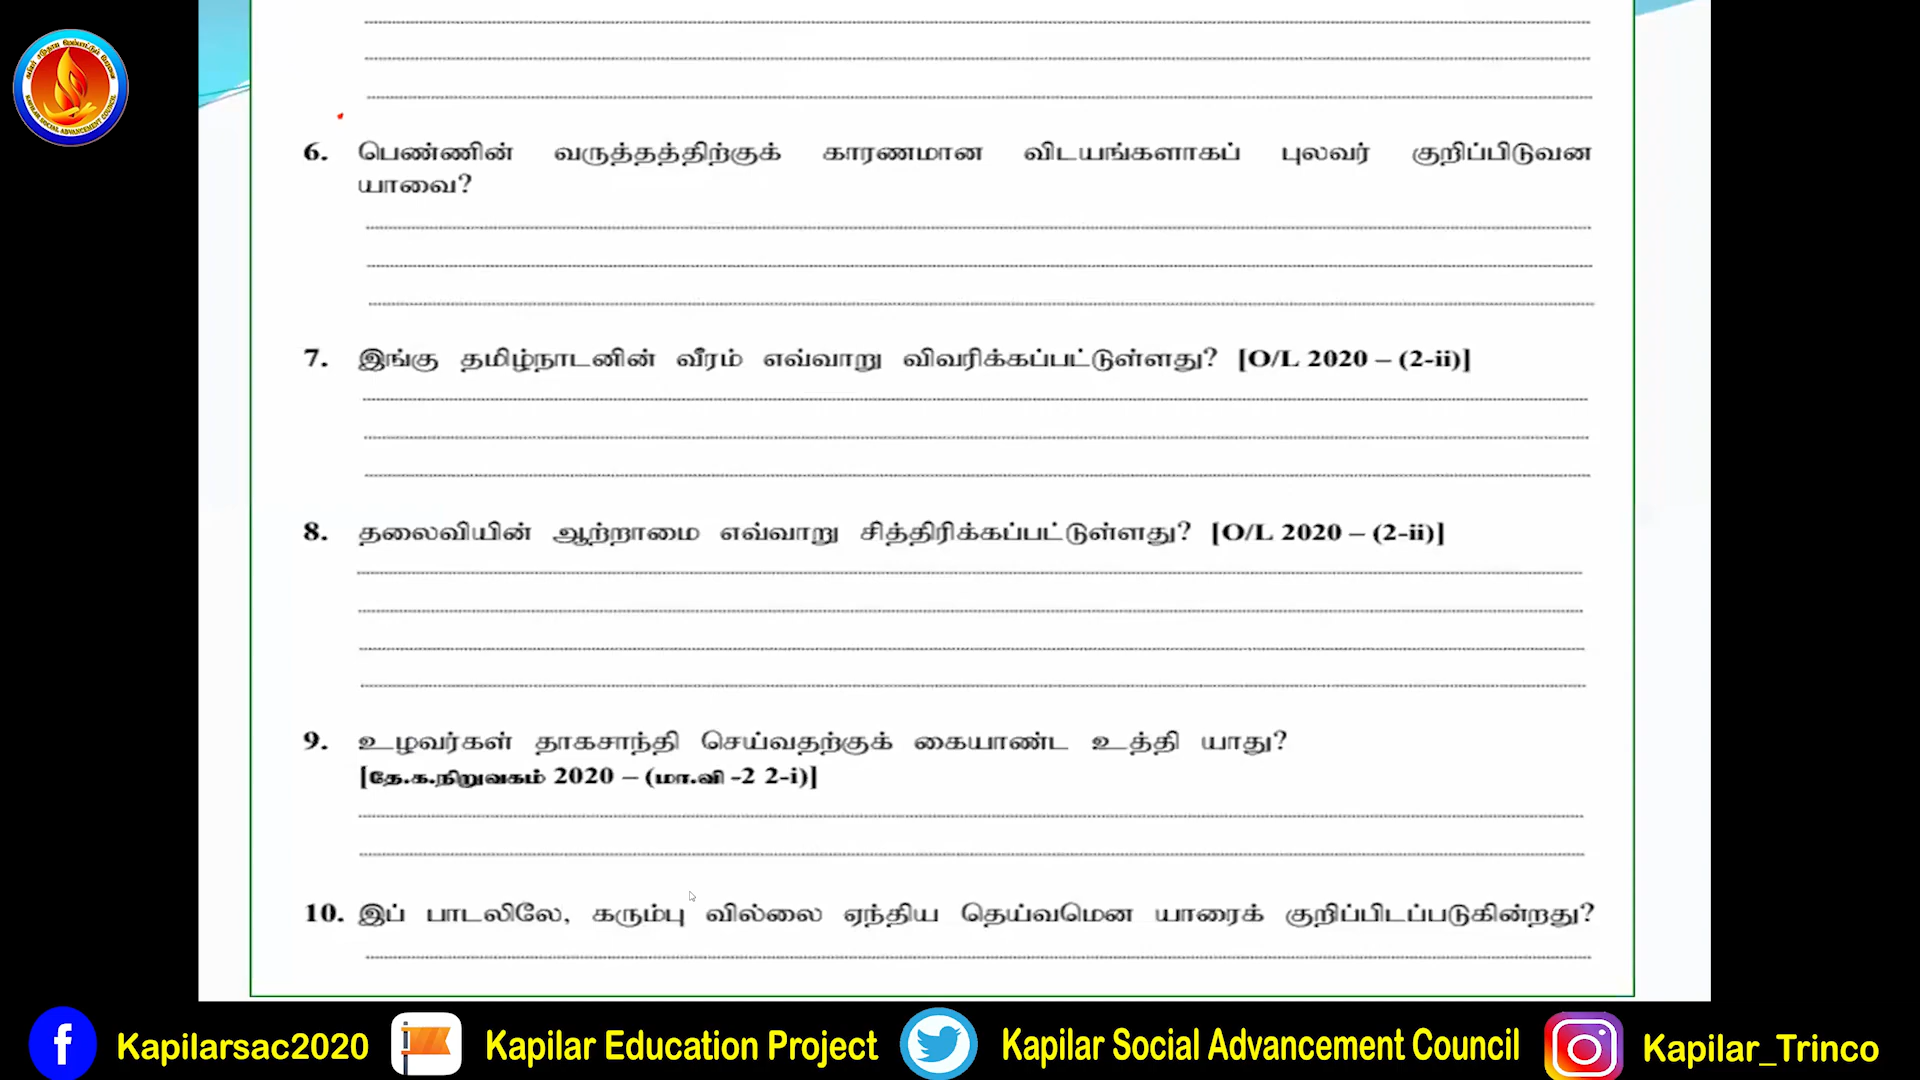 6. பெண்ணின் வருத்தத்திற்குக் காரணமான விடயங்களாகப் புலவர் குறிப்பிடுவன
யாவை?
7. இங்கு தமிழ்நாடனின் வீரம் எவ்வாறு விவரிக்கப்பட்டுள்ளது? [O/L 2020 – (2-ii)]
8. தலைவியின் ஆற்றாமை எவ்வாறு சித்திரிக்கப்பட்டுள்ளது? [O/L 2020 – (2-ii)]
9. உழவர்கள் தாகசாந்தி செய்வதற்குக் கையாண்ட உத்தி யாது?
[தே.க.நிறுவகம் 2020 – (மா.வி -2 2-i)]
10. இப் பாடலிலே, கரும்பு வில்லை ஏந்திய தெய்வமென யாரைக் குறிப்பிடப்படுகின்றது?
Kapilarsac2020 Kapilar Education Project Kapilar Social Advancement Council Kapilar_Trinco